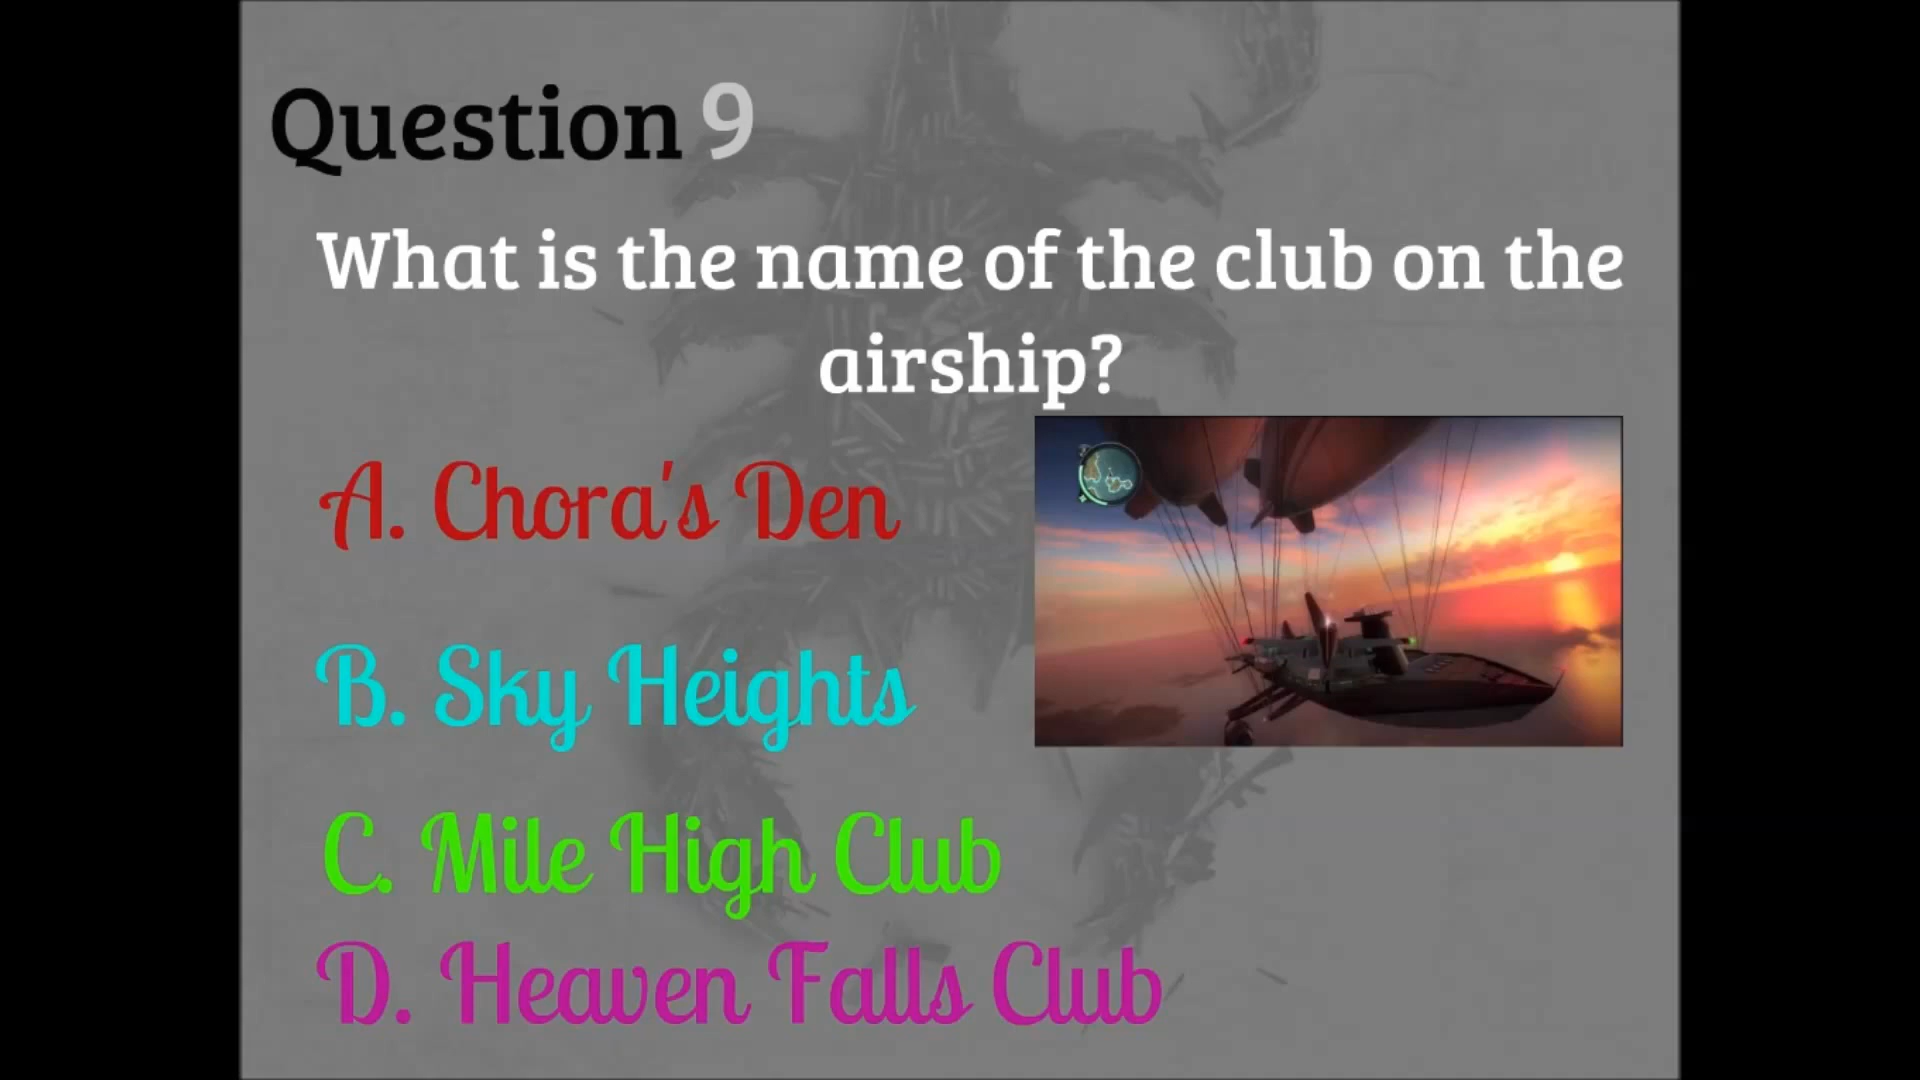 Question 9
What is the name of the club on the
airship?
A. Chora's Den
B. Sky Heights
C. Mile High Club
D. Heaven Falls Club